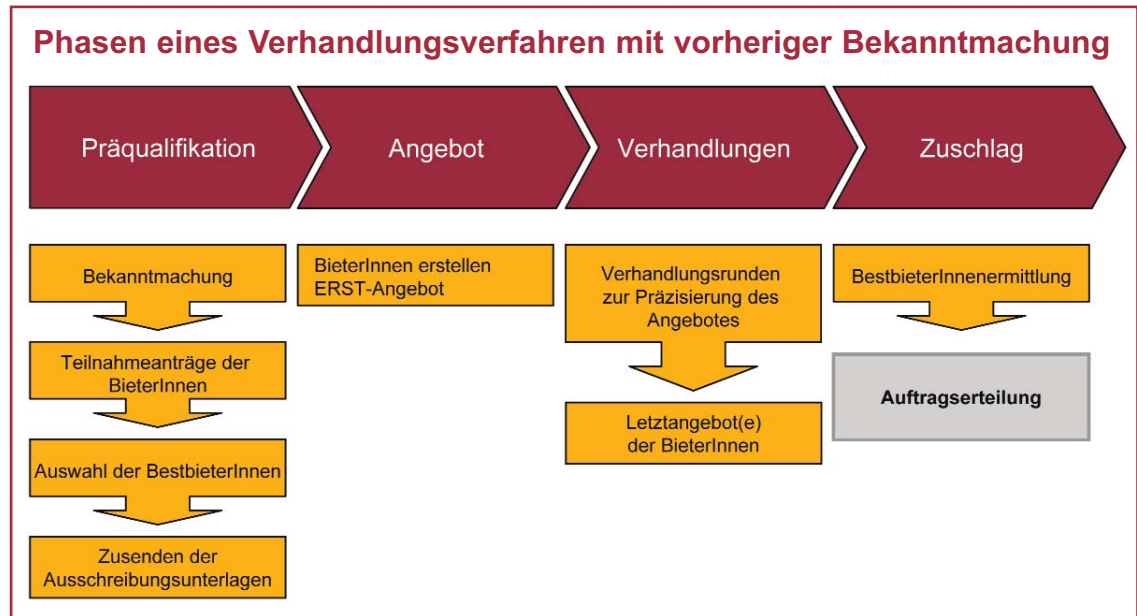 Phasen eines Verhandlungsverfahren mit vorheriger Bekanntmachung
Präqualifikation
Angebot
Verhandlungen
Zuschlag
Bekanntmachung
Teilnahmeanträge der
BieterInnen
Auswahl der BestbieterInnen
Zusenden der
Ausschreibungsunterlagen
BieterInnen erstellen
ERST-Angebot
Verhandlungsrunden
zur Präzisierung des
Angebotes
Letztangebot(e)
der BieterInnen
BestbieterInnenermittlung
Auftragserteilung